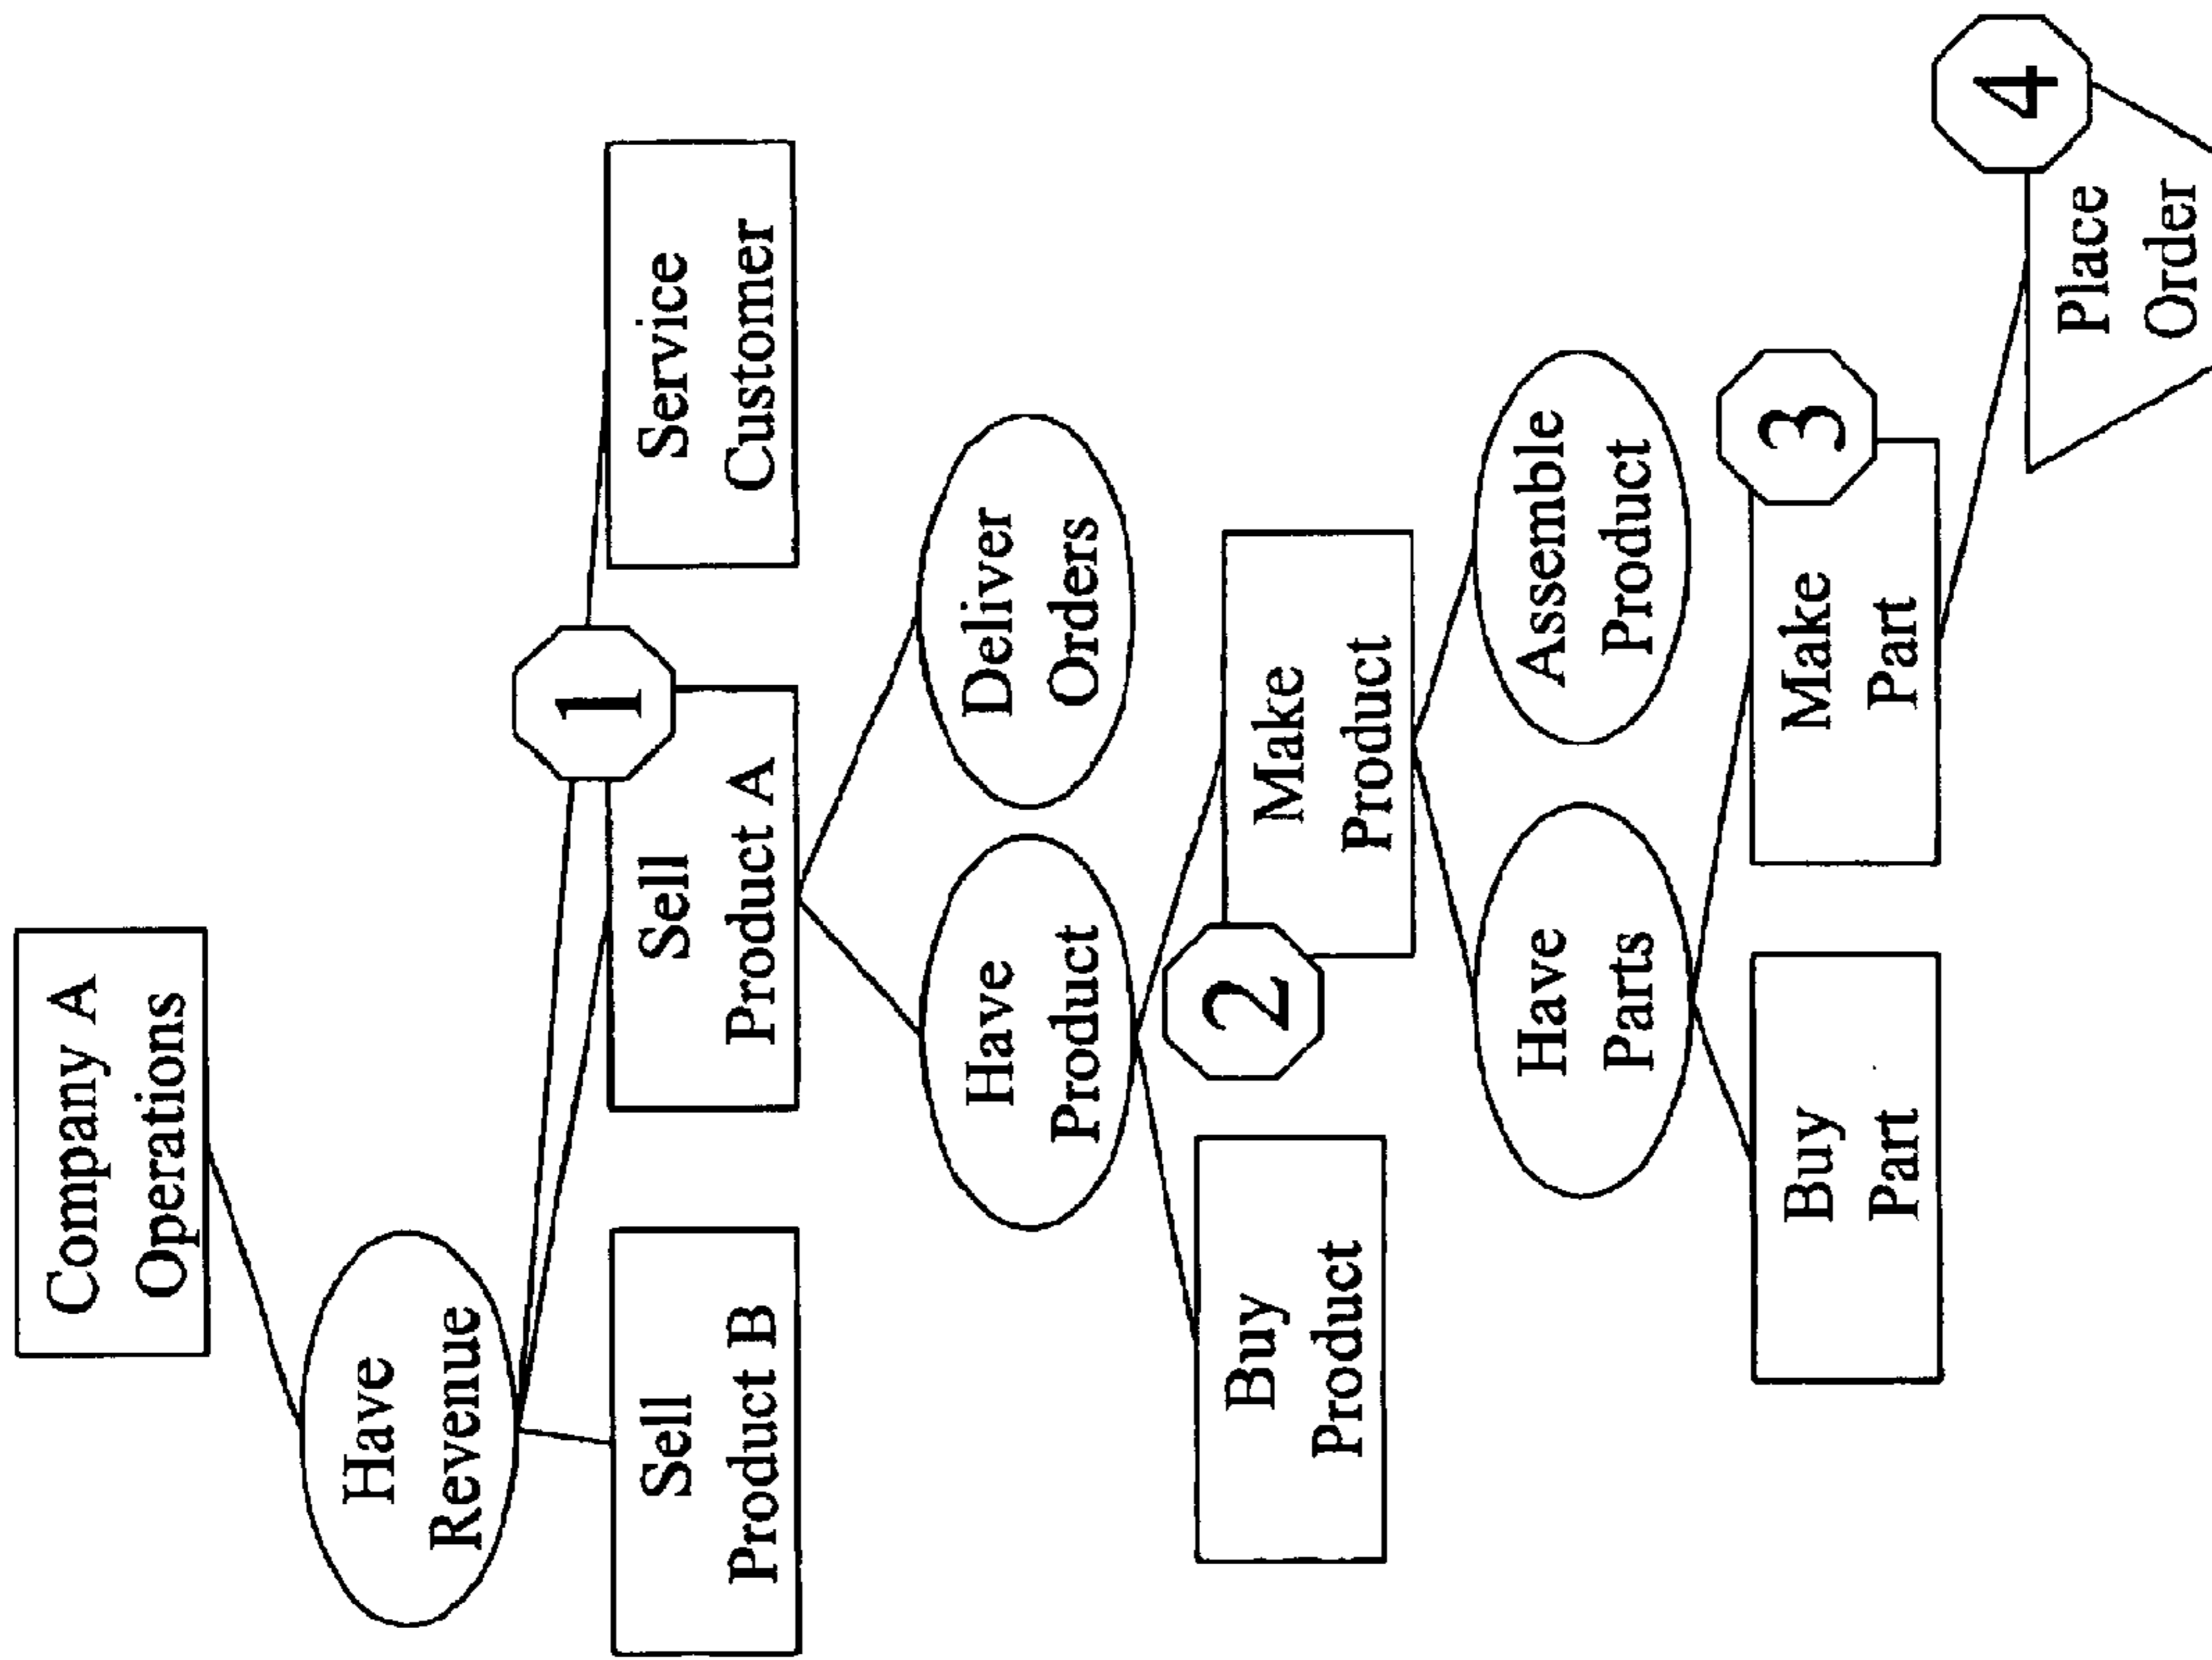 Company A
Operations
Have
Revenue
1
Sell
Product B
Sell
Product A
Service
Customer
Have
Product
Deliver
Orders
2
Buy
Product
Make
Product
Have
Parts
Assemble
Product
3
Buy
Part
Make
Part
4
Place
Order